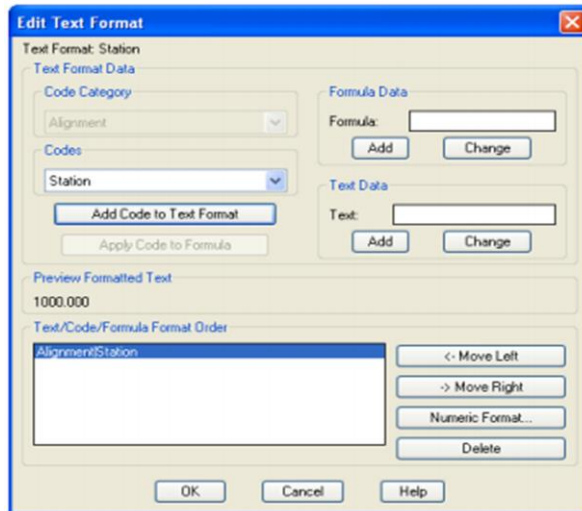 Edit Text Format
Text Format: Station
Text Format Data
Code Category
Alignment
Codes
Station
Add Code to Text Format
Apply Code to Formula
Formula Data
Formula:
Add Change
Text Data
Text:
Add Change
Preview Formatted Text
1000.000
Text/Code/Formula Format Order
Alignment|Station
<- Move Left
-> Move Right
Numeric Format...
Delete
OK Cancel Help